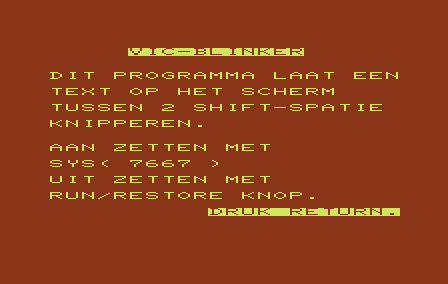 VIC-BLINKER
DIT PROGRAMMA LAAT EEN
TEXT OP HET SCHERM
TUSSEN 2 SHIFT-SPATIE
KNIPPEREN.
AAN ZETTEN MET
SYS( 7667 )
UIT ZETTEN MET
RUN/RESTORE KNOP.
DRUK RETURN.